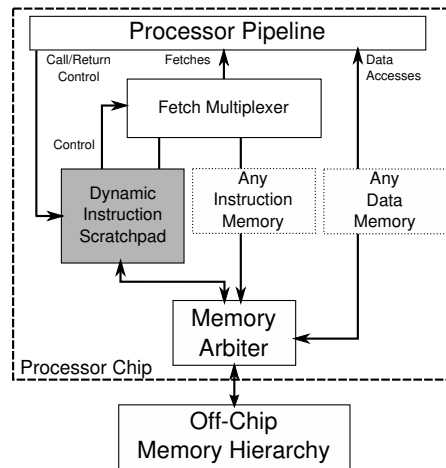 Processor Pipeline
Call/Return
Control
Fetches
Data
Accesses
Fetch Multiplexer
Control
Dynamic
Instruction
Scratchpad
Any
Instruction
Memory
Any
Data
Memory
Memory
Arbiter
Processor Chip
Off-Chip
Memory Hierarchy